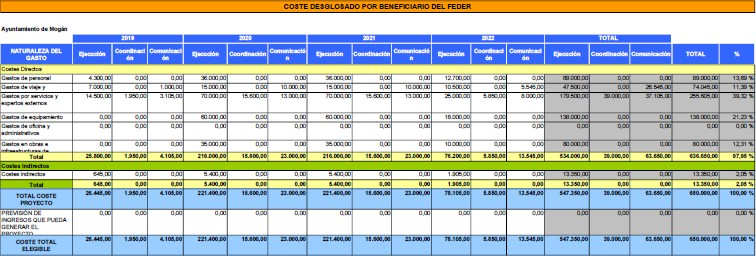 COSTE DESGLOSADO POR BENEFICIARIO DEL FEDER
Ayuntamiento de Mogán
2019 2020 2021 2022 TOTAL
NATURALEZA DEL GASTO Ejecución Coordinación Comunicación Ejecución Coordinación Comunicación Ejecución Coordinación Comunicación Ejecución Coordinación Comunicación Ejecución Coordinación Comunicación TOTAL %
Costes Directos
Gastos de personal 4.300,00 0,00 0,00 36.000,00 0,00 0,00 36.000,00 0,00 0,00 12.700,00 0,00 0,00 89.000,00 0,00 0,00 89.000,00 13,69 %
Gastos de viaje y 7.000,00 0,00 1.000,00 15.000,00 0,00 10.000,00 15.000,00 0,00 10.000,00 10.500,00 0,00 5.545,00 47.500,00 0,00 26.545,00 74.045,00 11,39 %
Gastos por servicios y expertos externos 14.500,00 1.950,00 3.105,00 70.000,00 15.600,00 13.000,00 70.000,00 15.600,00 13.000,00 25.000,00 5.850,00 8.000,00 179.500,00 39.000,00 37.105,00 255.605,00 39,32 %
Gastos de equipamiento 0,00 0,00 0,00 60.000,00 0,00 0,00 60.000,00 0,00 0,00 18.000,00 0,00 0,00 138.000,00 0,00 0,00 138.000,00 21,23 %
Gastos de oficina y administrativos 0,00 0,00 0,00 0,00 0,00 0,00 0,00 0,00 0,00 0,00 0,00 0,00 0,00 0,00 0,00 0,00 0,00 %
Gastos en obras e infraestructuras de 0,00 0,00 0,00 35.000,00 0,00 0,00 35.000,00 0,00 0,00 10.000,00 0,00 0,00 80.000,00 0,00 0,00 80.000,00 12,31 %
Total 25.800,00 1.950,00 4.105,00 216.000,00 15.600,00 23.000,00 216.000,00 15.600,00 23.000,00 76.200,00 5.850,00 13.545,00 534.000,00 39.000,00 63.650,00 636.650,00 97,95 %
Costes Indirectos
Costes indirectos 645,00 0,00 0,00 5.400,00 0,00 0,00 5.400,00 0,00 0,00 1.905,00 0,00 0,00 13.350,00 0,00 0,00 13.350,00 2,05 %
Total 645,00 0,00 0,00 5.400,00 0,00 0,00 5.400,00 0,00 0,00 1.905,00 0,00 0,00 13.350,00 0,00 0,00 13.350,00 2,05 %
TOTAL COSTE PROYECTO 26.445,00 1.950,00 4.105,00 221.400,00 15.600,00 23.000,00 221.400,00 15.600,00 23.000,00 78.105,00 5.850,00 13.545,00 547.350,00 39.000,00 63.650,00 650.000,00 100,00 %
PREVISIÓN DE INGRESOS QUE PUEDA GENERAR EL PROYECTO 0,00 0,00 0,00 0,00 0,00 0,00 0,00 0,00 0,00 0,00 0,00 0,00 0,00 0,00 0,00 0,00 0,00 %
COSTE TOTAL ELEGIBLE 26.445,00 1.950,00 4.105,00 221.400,00 15.600,00 23.000,00 221.400,00 15.600,00 23.000,00 78.105,00 5.850,00 13.545,00 547.350,00 39.000,00 63.650,00 650.000,00 100,00 %